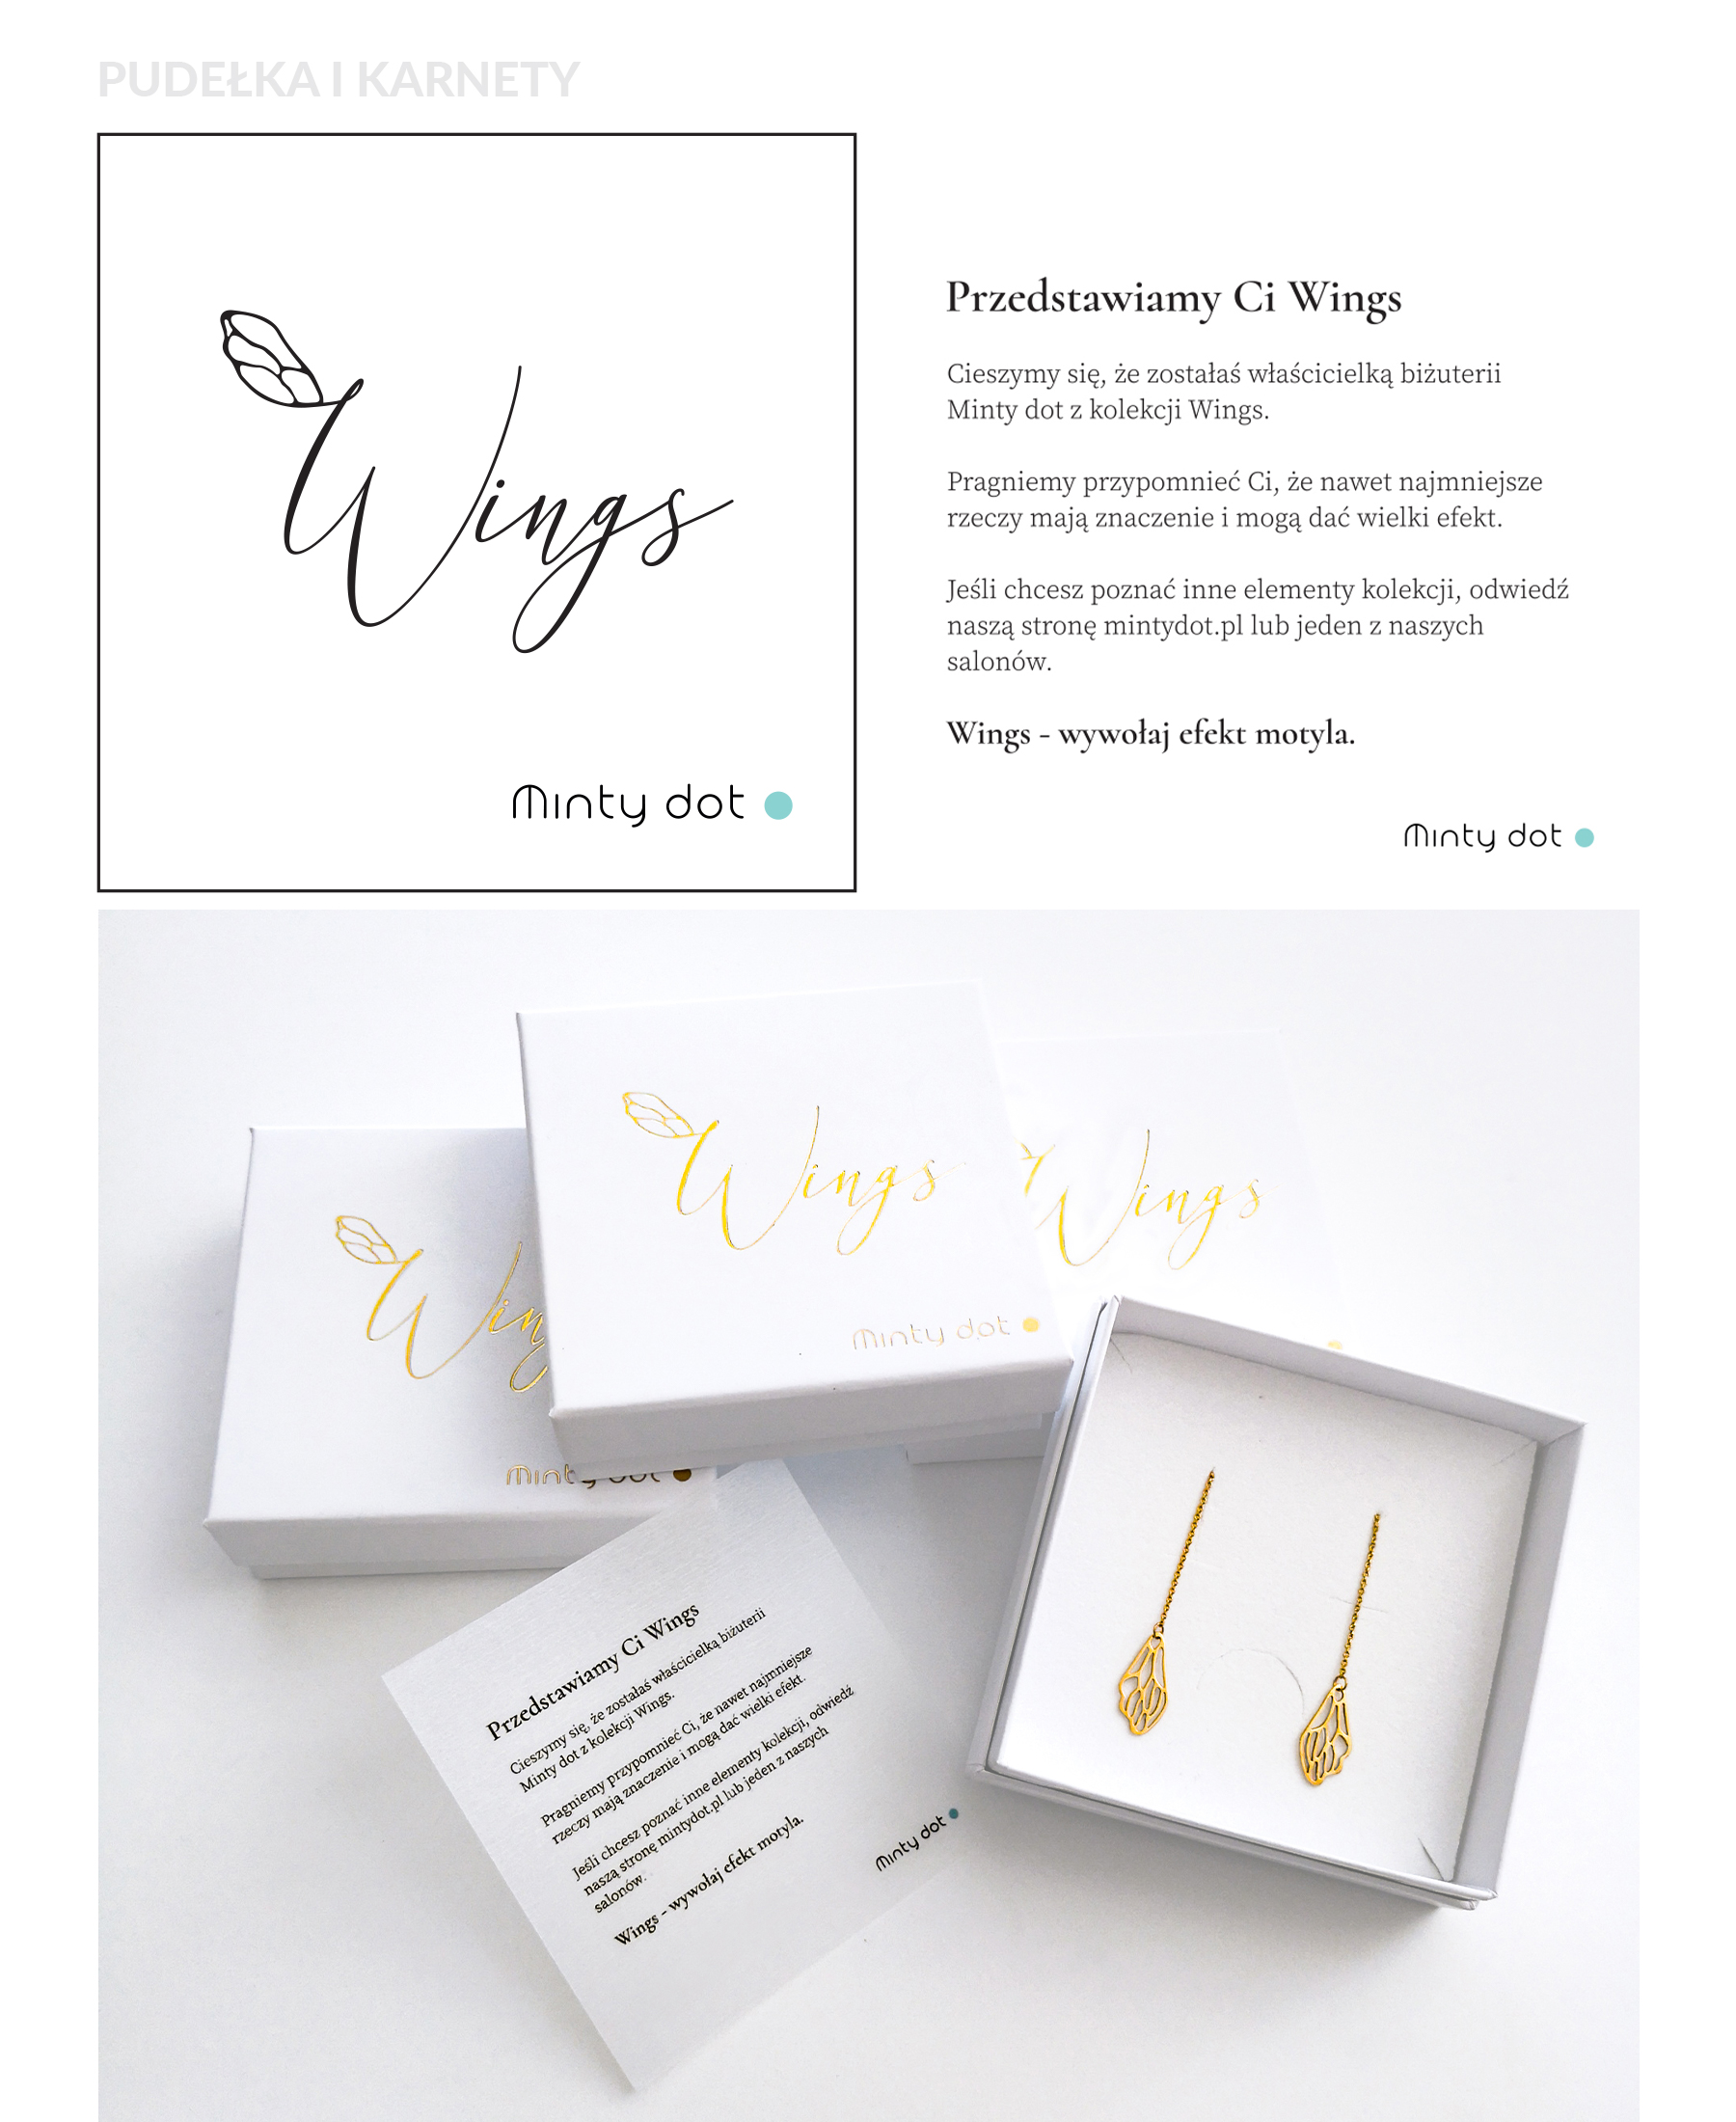 PUDEŁKA I KARNETY
Wings
Minty dot
Przedstawiamy Ci Wings
Cieszymy się, że zostałaś właścicielką biżuterii
Minty dot z kolekcji Wings.
Pragniemy przypomnieć Ci, że nawet najmniejsze
rzeczy mają znaczenie i mogą dać wielki efekt.
Jeśli chcesz poznać inne elementy kolekcji, odwiedź
naszą stronę mintydot.pl lub jeden z naszych
salonów.
Wings - wywołaj efekt motyla.
Minty dot
Wings
Minty dot
Wings
Win
Minty dot
Przedstawiamy Ci Wings
Cieszymy się, że zostałaś właścicielką biżuterii
Minty dot z kolekcji Wings.
Pragniemy przypomnieć Ci, że nawet najmniejsze
rzeczy mają znaczenie i mogą dać wielki efekt.
Jeśli chcesz poznać inne elementy kolekcji, odwiedź
naszą stronę mintydot.pl lub jeden z naszych
salonów.
Wings - wywołaj efekt motyla.
Minty dot